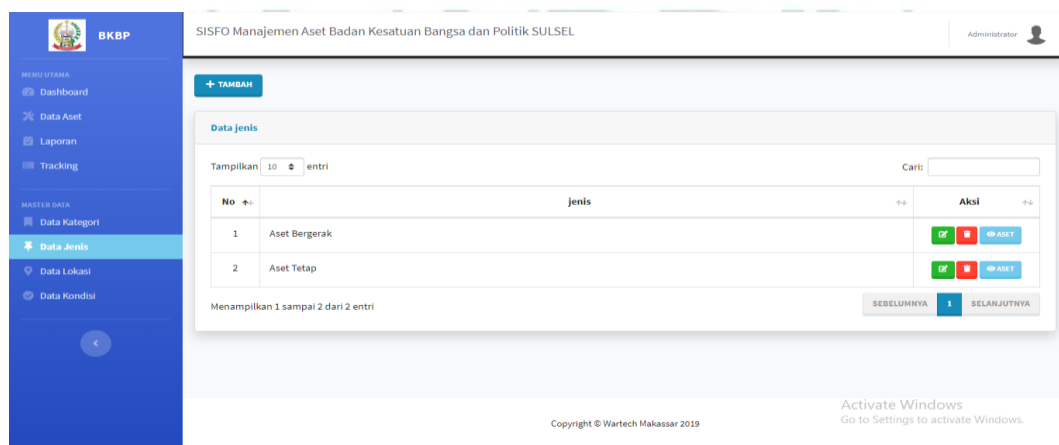 BKBP
SISFO Manajemen Aset Badan Kesatuan Bangsa dan Politik SULSEL
Administrator
MENU UTAMA
Dashboard
Data Aset
Laporan
Tracking
MASTER DATA
Data Kategori
Data Jenis
Data Lokasi
Data Kondisi
+ TAMBAH
Data jenis
Tampilkan 10 entri
Cari:
No jenis Aksi
1 Aset Bergerak ASET
2 Aset Tetap ASET
Menampilkan 1 sampai 2 dari 2 entri
SEBELUMNYA 1 SELANJUTNYA
Activate Windows
Go to Settings to activate Windows.
Copyright © Wartech Makassar 2019